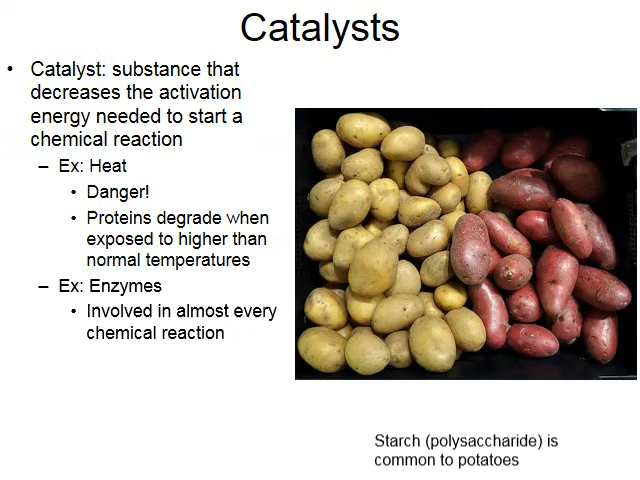 Catalysts
• Catalyst: substance that
decreases the activation
energy needed to start a
chemical reaction
– Ex: Heat
• Danger!
• Proteins degrade when
exposed to higher than
normal temperatures
– Ex: Enzymes
• Involved in almost every
chemical reaction
Starch (polysaccharide) is
common to potatoes